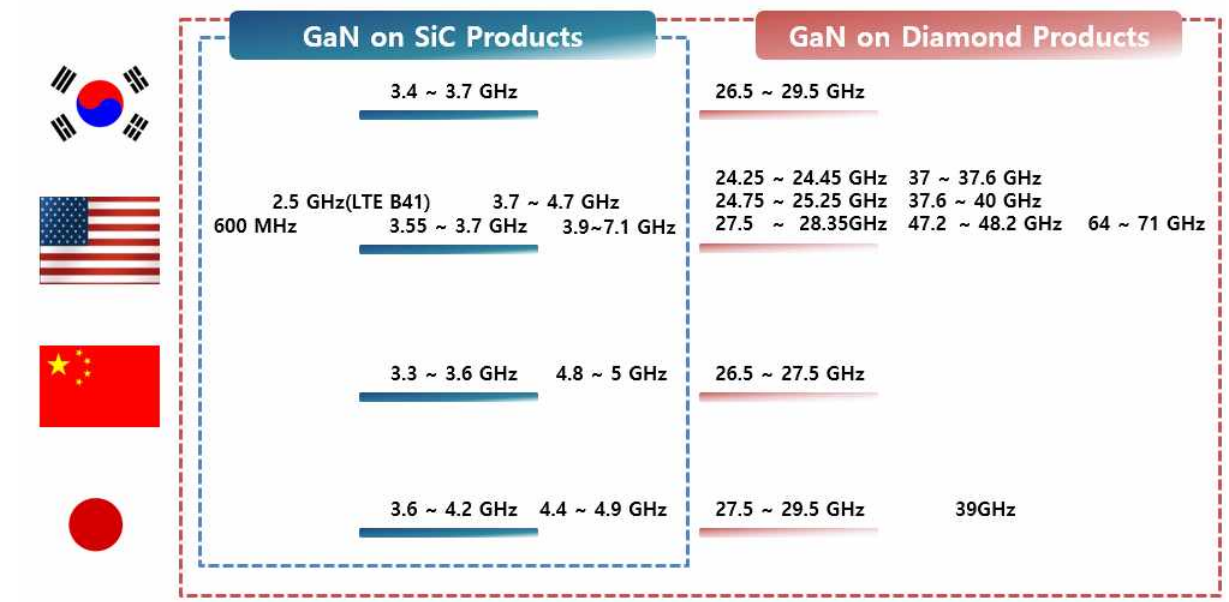 GaN on SiC Products
GaN on Diamond Products
3.4 ~ 3.7 GHz
26.5 ~ 29.5 GHz
2.5 GHz(LTE B41) 3.7 ~ 4.7 GHz
600 MHz 3.55 ~ 3.7 GHz 3.9~7.1 GHz
24.25 ~ 24.45 GHz 37 ~ 37.6 GHz
24.75 ~ 25.25 GHz 37.6 ~ 40 GHz
27.5 ~ 28.35GHz 47.2 ~ 48.2 GHz 64 ~ 71 GHz
3.3 ~ 3.6 GHz 4.8 ~ 5 GHz
26.5 ~ 27.5 GHz
3.6 ~ 4.2 GHz 4.4 ~ 4.9 GHz
27.5 ~ 29.5 GHz 39GHz